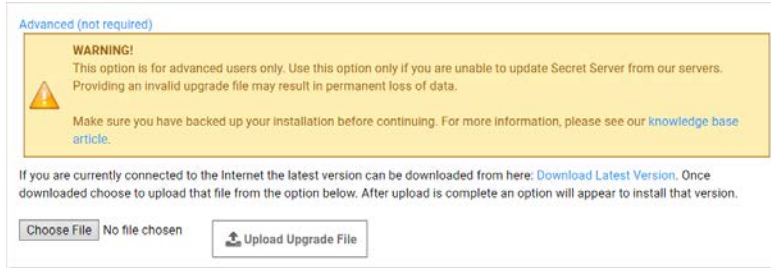 Advanced (not required)
WARNING!
This option is for advanced users only. Use this option only if you are unable to update Secret Server from our servers.
Providing an invalid upgrade file may result in permanent loss of data.
Make sure you have backed up your installation before continuing. For more information, please see our knowledge base
article.
If you are currently connected to the Internet the latest version can be downloaded from here: Download Latest Version. Once
downloaded choose to upload that file from the option below. After upload is complete an option will appear to install that version.
Choose File No file chosen Upload Upgrade File